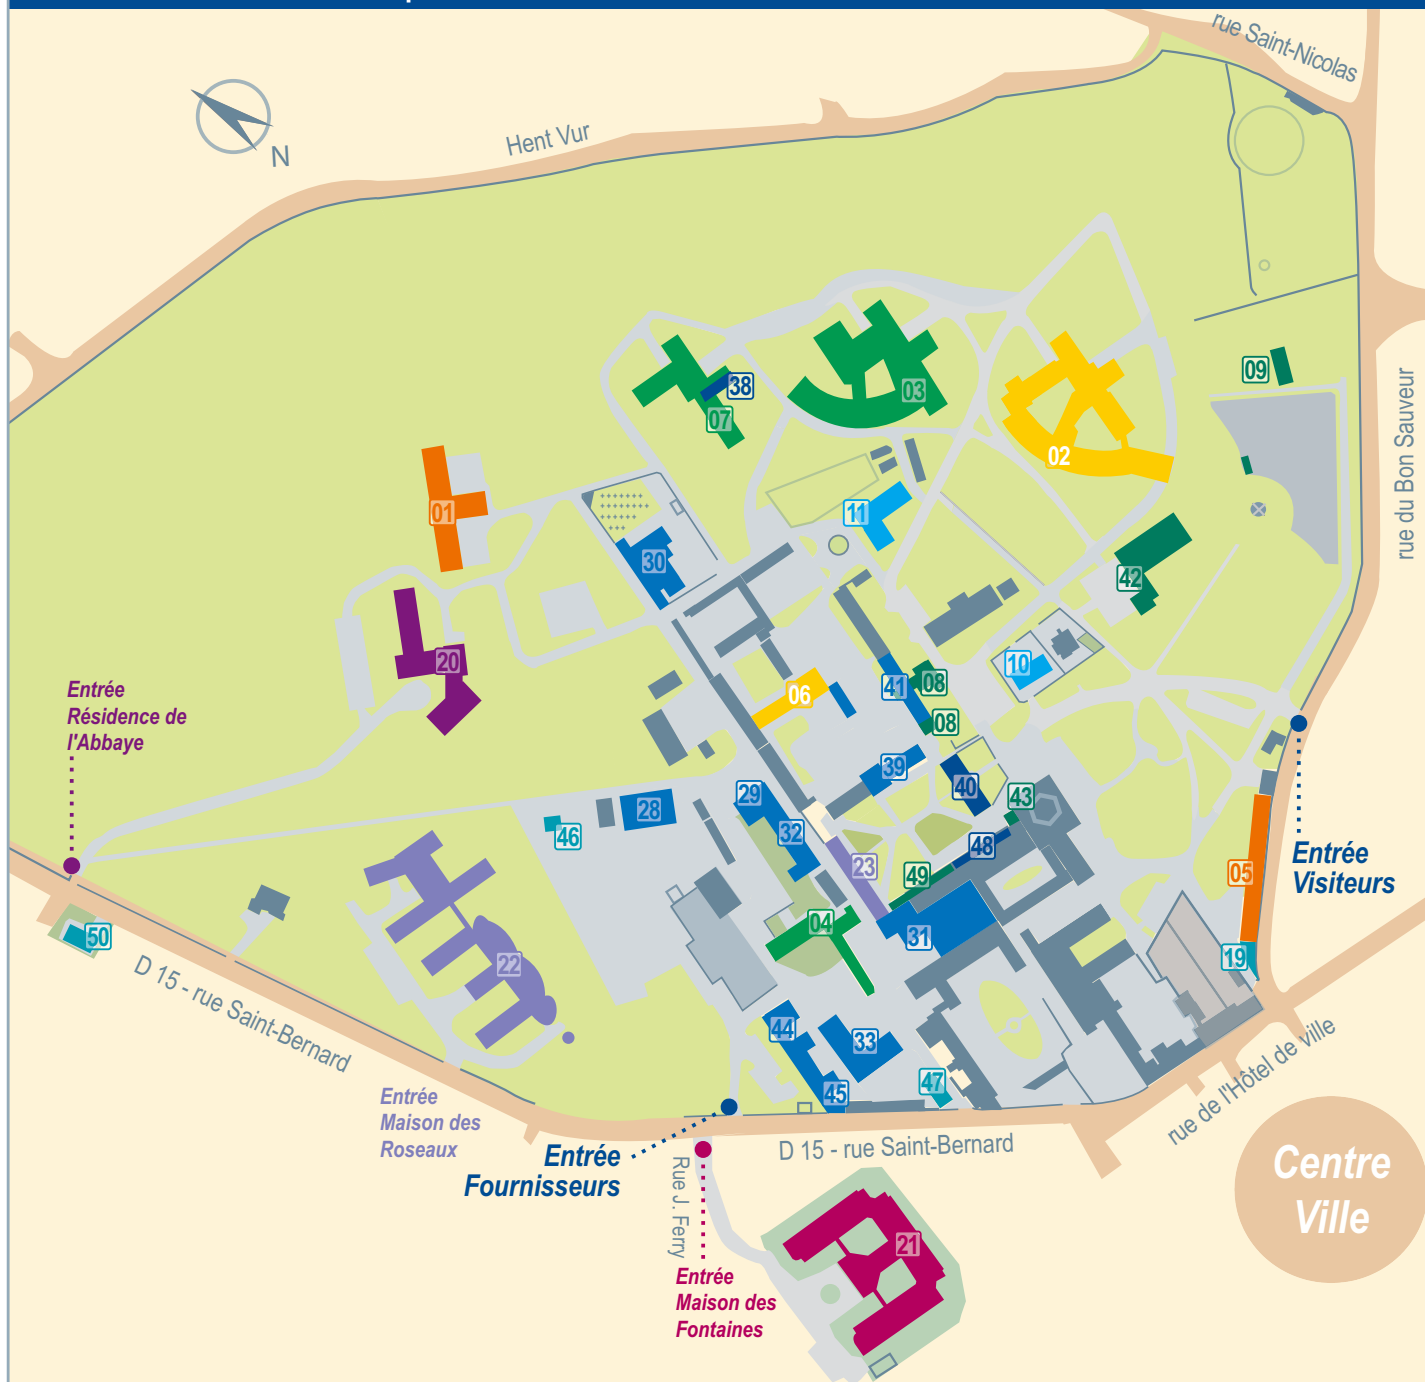 rue Saint-Nicolas
Hent Vur
N
rue du Bon Sauveur
09
38
03
07
02
01
11
30
42
20
10
08
06
41
08
Entrée
Résidence de
l'Abbaye
39
40
29
43
28
32
46
48
23
49
05
Entrée
Visiteurs
04
50
31
22
19
D 15 - rue Saint-Bernard
44
33
47
45
rue de l'Hôtel de ville
Entrée
Maison des
Roseaux
Entrée
Fournisseurs
D 15 - rue Saint-Bernard
Rue J. Ferry
Centre
Ville
21
Entrée
Maison des
Fontaines